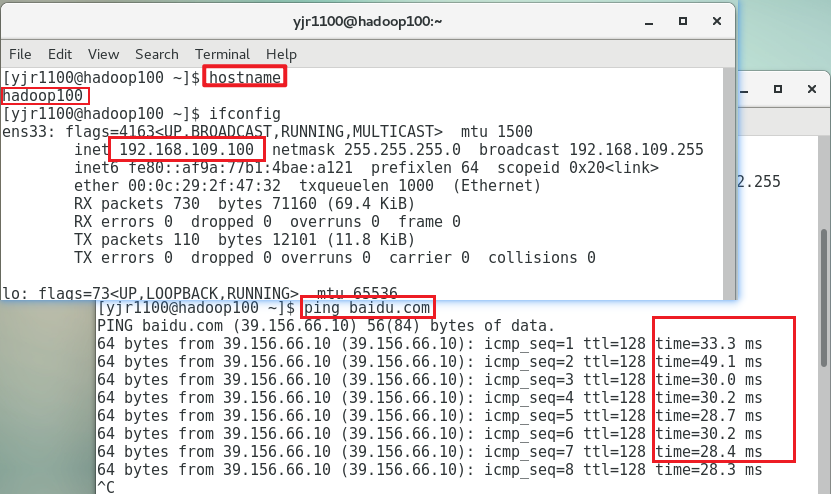 yjr1100@hadoop100:~
File Edit View Search Terminal Help
[yjr1100@hadoop100 ~]$ hostname
hadoop100
[yjr1100@hadoop100 ~]$ ifconfig
ens33: flags=4163<UP,BROADCAST,RUNNING,MULTICAST>  mtu 1500
        inet 192.168.109.100  netmask 255.255.255.0  broadcast 192.168.109.255
        inet6 fe80::af9a:77b1:4bae:a121  prefixlen 64  scopeid 0x20<link>
        ether 00:0c:29:2f:47:32  txqueuelen 1000  (Ethernet)
        RX packets 730  bytes 71160 (69.4 KiB)
        RX errors 0  dropped 0  overruns 0  frame 0
        TX packets 110  bytes 12101 (11.8 KiB)
        TX errors 0  dropped 0 overruns 0  carrier 0  collisions 0
lo: flags=73<UP,LOOPBACK,RUNNING>  mtu 65536
2.255
[yjr1100@hadoop100 ~]$ ping baidu.com
PING baidu.com (39.156.66.10) 56(84) bytes of data.
64 bytes from 39.156.66.10 (39.156.66.10): icmp_seq=1 ttl=128 time=33.3 ms
64 bytes from 39.156.66.10 (39.156.66.10): icmp_seq=2 ttl=128 time=49.1 ms
64 bytes from 39.156.66.10 (39.156.66.10): icmp_seq=3 ttl=128 time=30.0 ms
64 bytes from 39.156.66.10 (39.156.66.10): icmp_seq=4 ttl=128 time=30.2 ms
64 bytes from 39.156.66.10 (39.156.66.10): icmp_seq=5 ttl=128 time=28.7 ms
64 bytes from 39.156.66.10 (39.156.66.10): icmp_seq=6 ttl=128 time=30.2 ms
64 bytes from 39.156.66.10 (39.156.66.10): icmp_seq=7 ttl=128 time=28.4 ms
64 bytes from 39.156.66.10 (39.156.66.10): icmp_seq=8 ttl=128 time=28.3 ms
^C